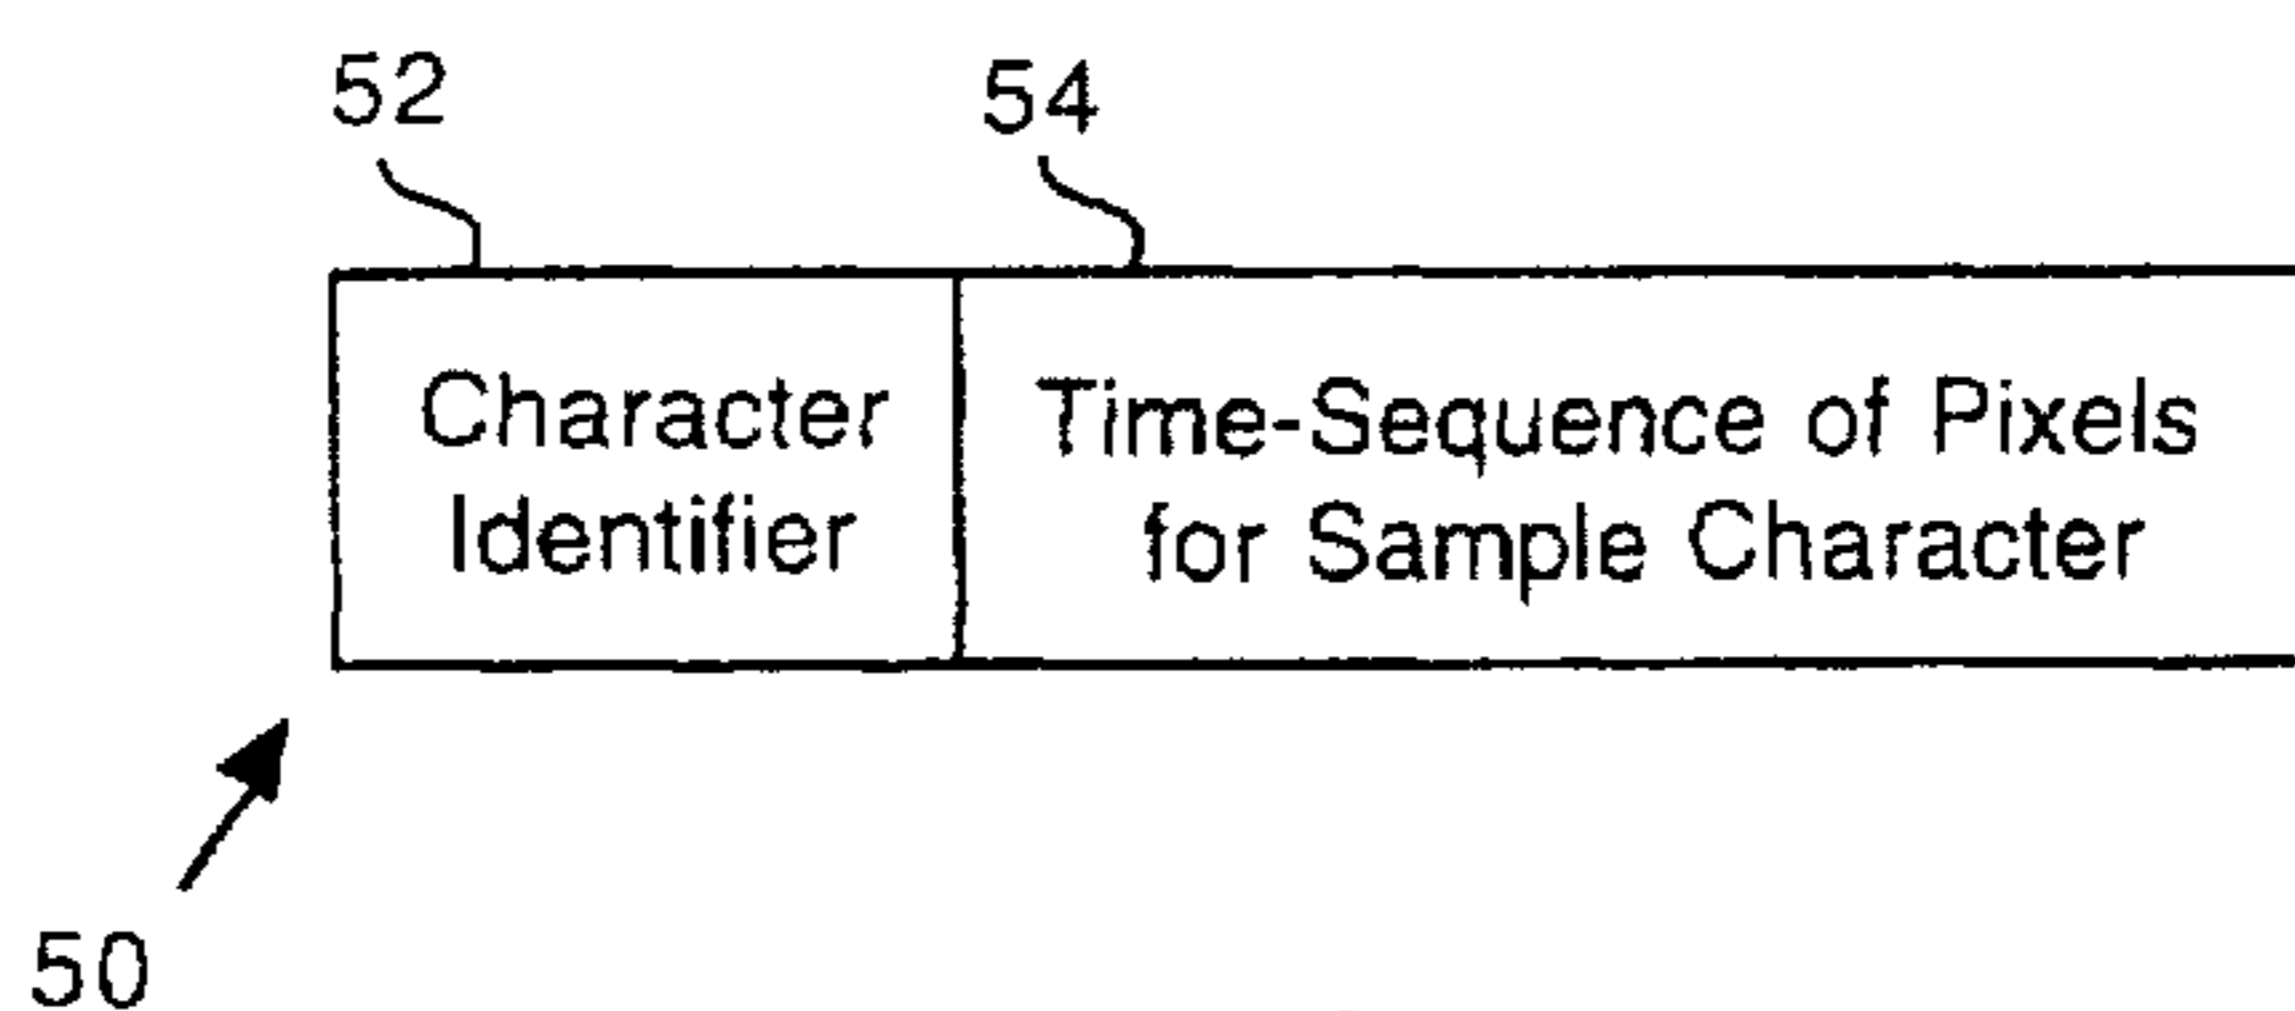 52
54
Character
Identifier
Time-Sequence of Pixels
for Sample Character
50